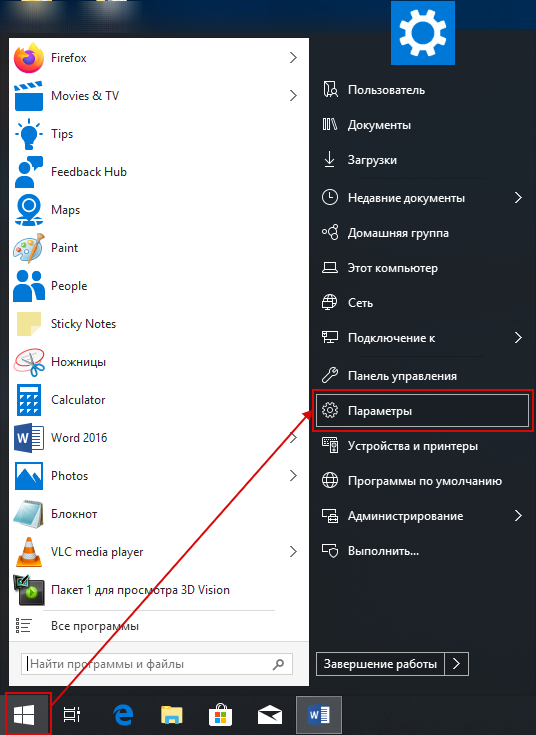 Firefox
Movies & TV
Tips
Feedback Hub
Maps
Paint
People
Sticky Notes
Ножницы
Calculator
Word 2016
Photos
Блокнот
VLC media player
Пакет 1 для просмотра 3D Vision
Все программы
Найти программы и файлы
Пользователь
Документы
Загрузки
Недавние документы
Домашняя группа
Этот компьютер
Сеть
Подключение к
Панель управления
Параметры
Устройства и принтеры
Программы по умолчанию
Администрирование
Выполнить...
Завершение работы